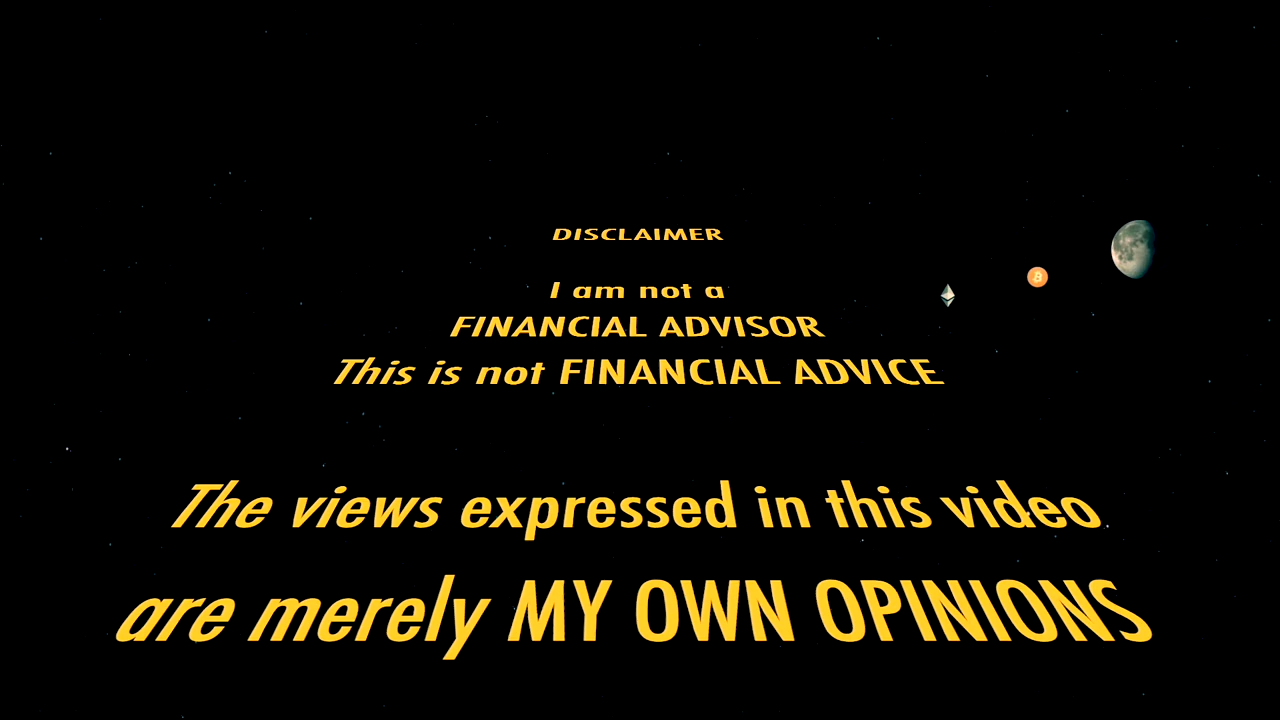 DISCLAIMER
I am not a
FINANCIAL ADVISOR
This is not FINANCIAL ADVICE
The views expressed in this video
are merely MY OWN OPINIONS